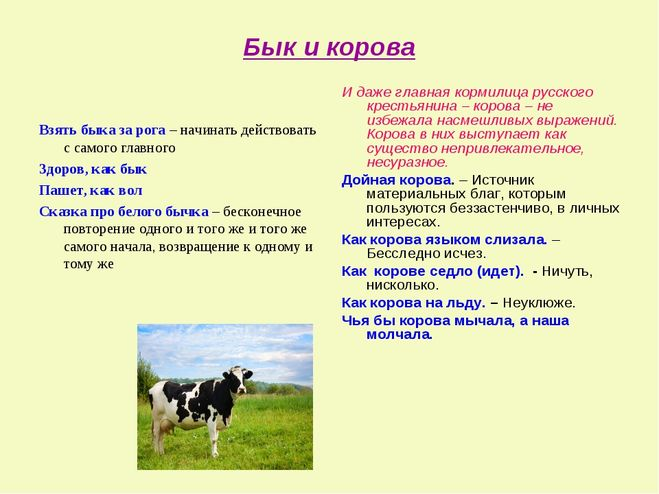 Бык и корова
Взять быка за рога – начинать действовать
с самого главного
Здоров, как бык
Пашет, как вол
Сказка про белого бычка – бесконечное
повторение одного и того же и того же
самого начала, возвращение к одному и
тому же
И даже главная кормилица русского
крестьянина – корова – не
избежала насмешливых выражений.
Корова в них выступает как
существо непривлекательное,
несуразное.
Дойная корова. – Источник
материальных благ, которым
пользуются беззастенчиво, в личных
интересах.
Как корова языком слизала. –
Бесследно исчез.
Как корове седло (идет). - Ничуть,
нисколько.
Как корова на льду. – Неуклюже.
Чья бы корова мычала, а наша
молчала.